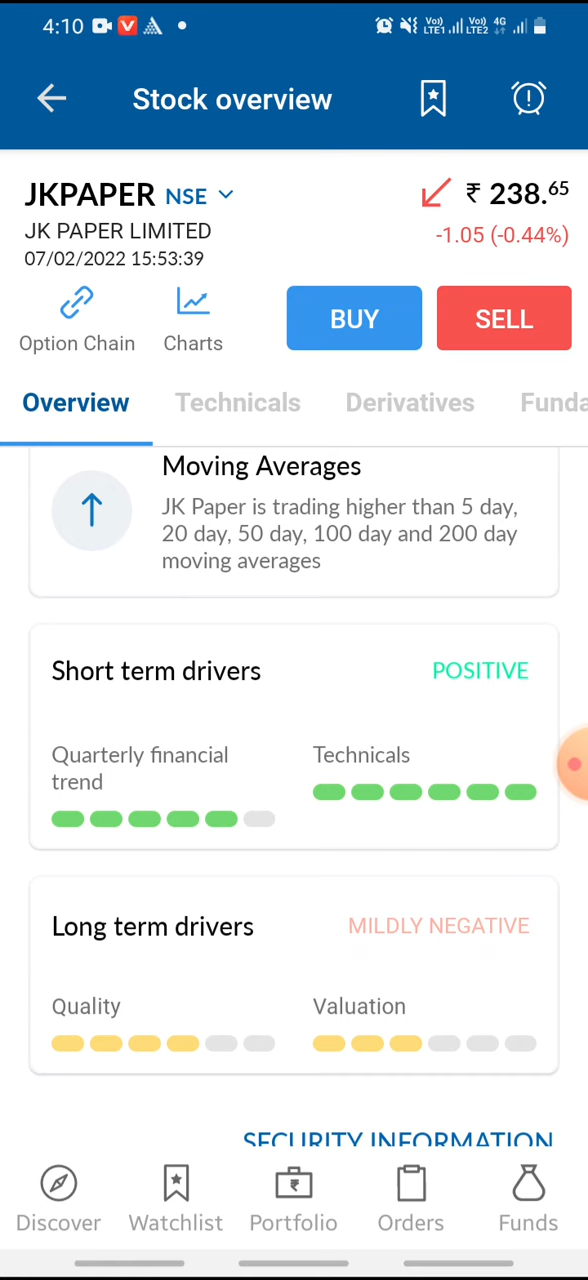 4:10
Vo)) LTE1 Vo)) LTE2 4G
Stock overview
JKPAPER NSE
₹ 238.65
JK PAPER LIMITED
-1.05 (-0.44%)
07/02/2022 15:53:39
Option Chain
Charts
BUY
SELL
Overview
Technicals
Derivatives
Funda
Moving Averages
JK Paper is trading higher than 5 day,
20 day, 50 day, 100 day and 200 day
moving averages
Short term drivers
POSITIVE
Quarterly financial
trend
Technicals
Long term drivers
MILDLY NEGATIVE
Quality
Valuation
SECURITY INFORMATION
Discover
Watchlist
Portfolio
Orders
Funds